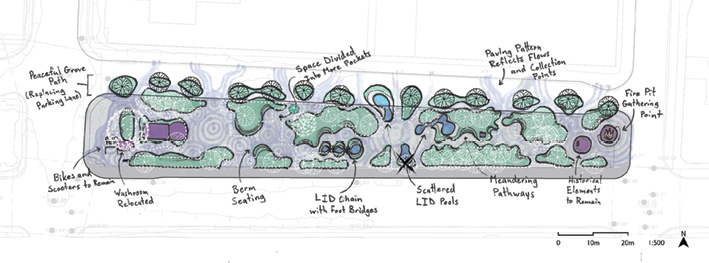 Peaceful Grove
Path
(Replacing
Parking Lane)
Space Divided
into More Pockets
Paving Pattern
Reflects Flows
and Collection
Points
Fire Pit
Gathering
Point
Bikes and
Scooters to Remain
Washroom
Relocated
Berm
Seating
LID Chain
with Foot Bridges
Scattered
LID Pools
Meandering
Pathways
Historical
Elements
to Remain
0 10m 20m 1:500
N